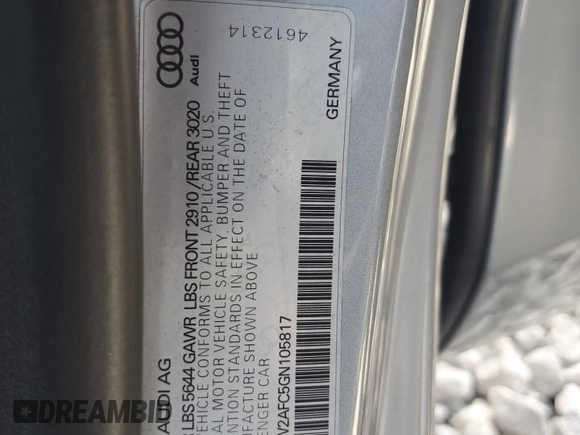 4612314
Audi
AUDI AG
LBS 5644 GAWR LBS FRONT 2910/REAR 3020
VEHICLE CONFORMS TO ALL APPLICABLE U.S.
MOTOR VEHICLE SAFETY, BUMPER AND THEFT
STANDARDS IN EFFECT ON THE DATE OF
SHOWN ABOVE
CAR
V2AFC5GN105817
GERMANY
DREAMBID